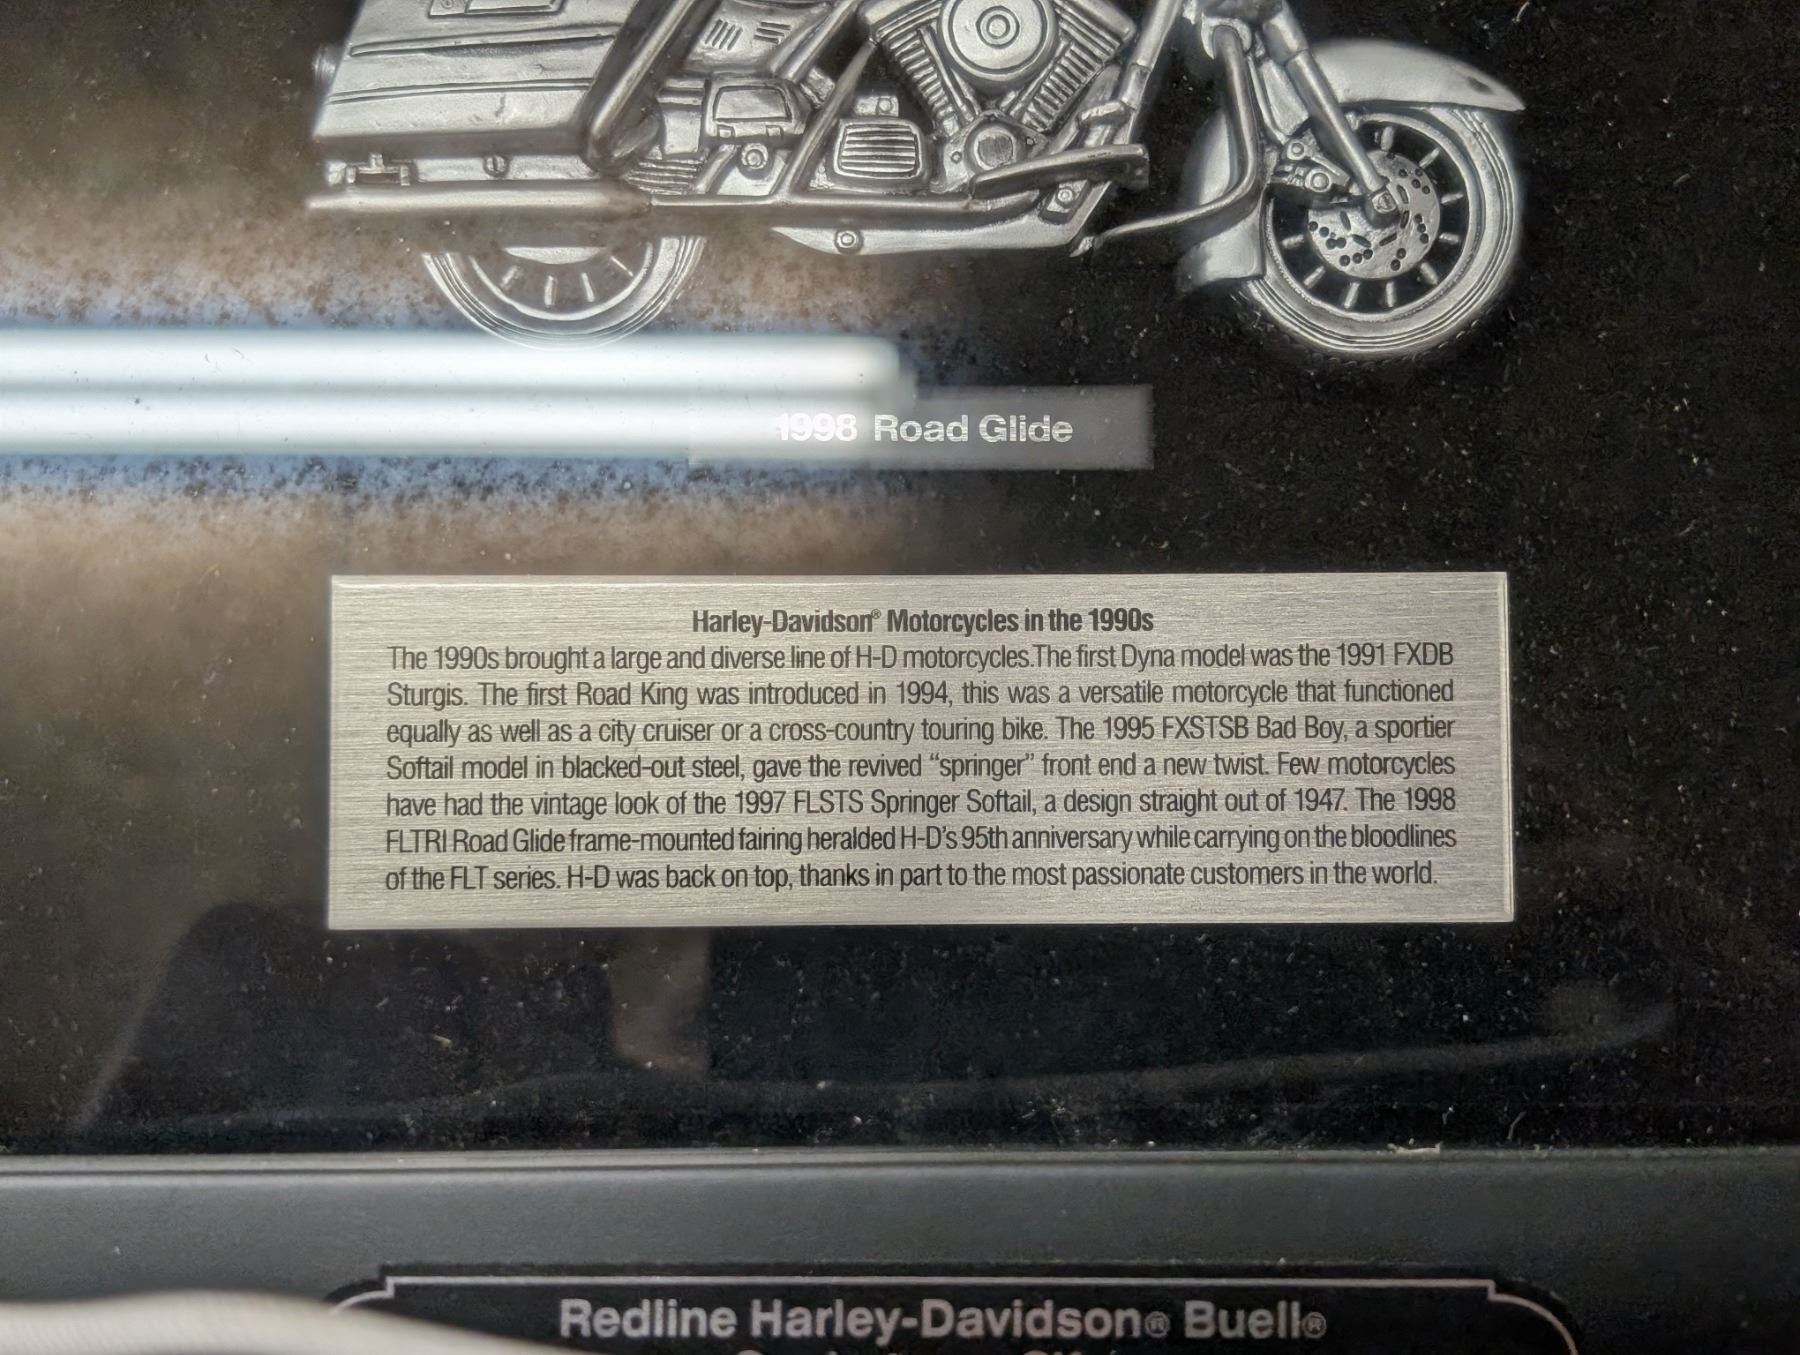 1998 Road Glide
Harley-Davidson® Motorcycles in the 1990s
The 1990s brought a large and diverse line of H-D motorcycles.The first Dyna model was the 1991 FXDB
Sturgis. The first Road King was introduced in 1994, this was a versatile motorcycle that functioned
equally as well as a city cruiser or a cross-country touring bike. The 1995 FXSTSB Bad Boy, a sportier
Softail model in blacked-out steel, gave the revived “springer” front end a new twist. Few motorcycles
have had the vintage look of the 1997 FLSTS Springer Softail, a design straight out of 1947. The 1998
FLTRI Road Glide frame-mounted fairing heralded H-D’s 95th anniversary while carrying on the bloodlines
of the FLT series. H-D was back on top, thanks in part to the most passionate customers in the world.
Redline Harley-Davidson® Buell®